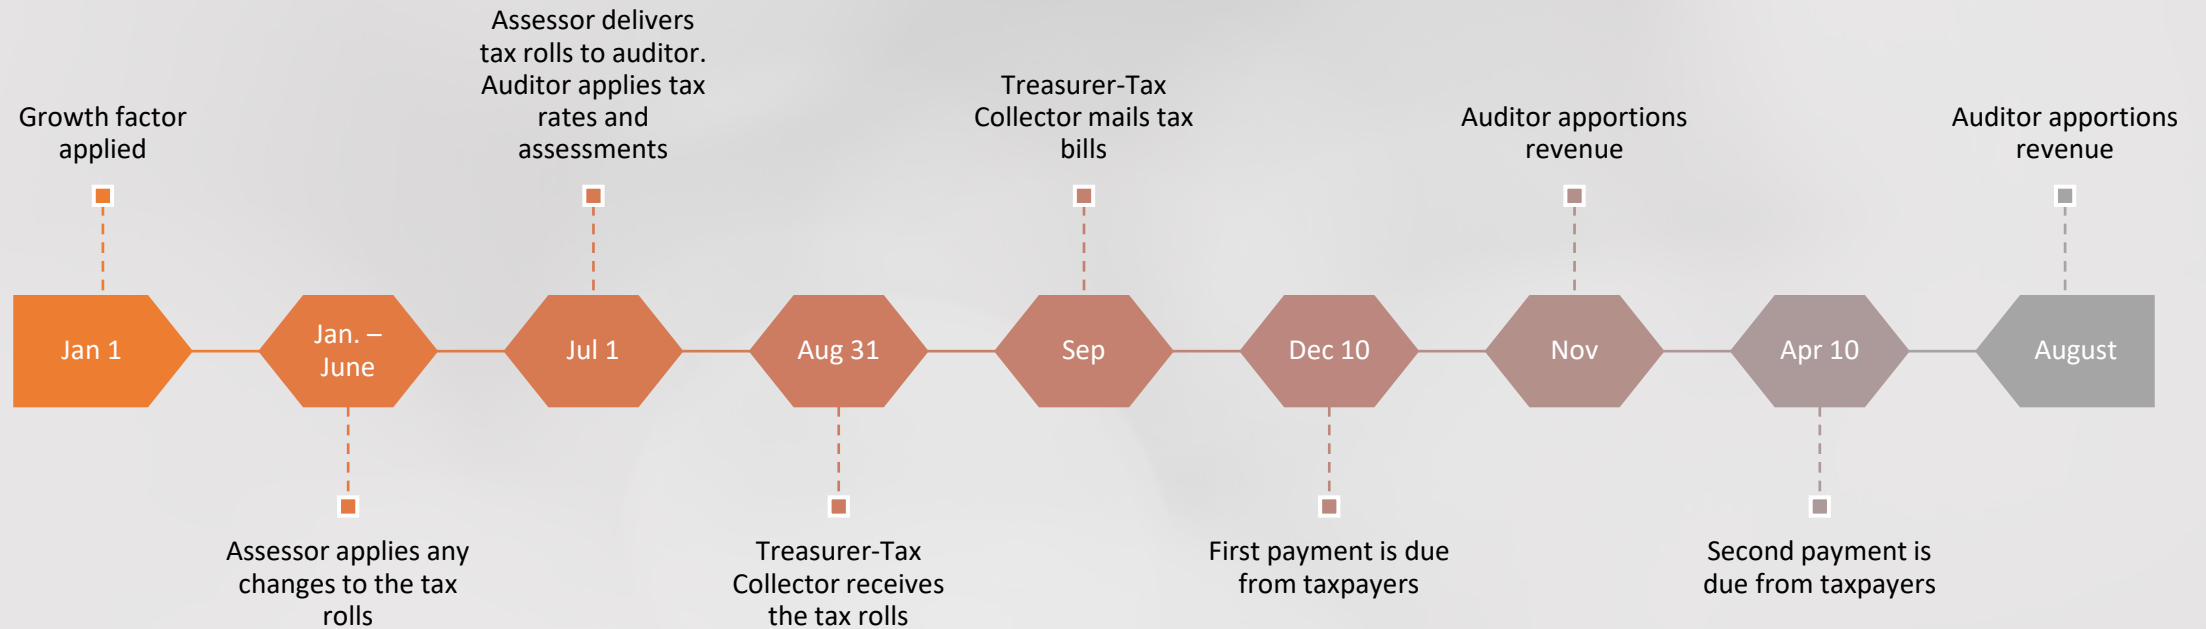 Growth factor
applied
Assessor delivers
tax rolls to auditor.
Auditor applies tax
rates and
assessments
Treasurer-Tax
Collector mails tax
bills
Auditor apportions
revenue
Auditor apportions
revenue
Jan 1
Jan. –
June
Jul 1
Aug 31
Sep
Dec 10
Nov
Apr 10
August
Assessor applies any
changes to the tax
rolls
Treasurer-Tax
Collector receives
the tax rolls
First payment is due
from taxpayers
Second payment is
due from taxpayers